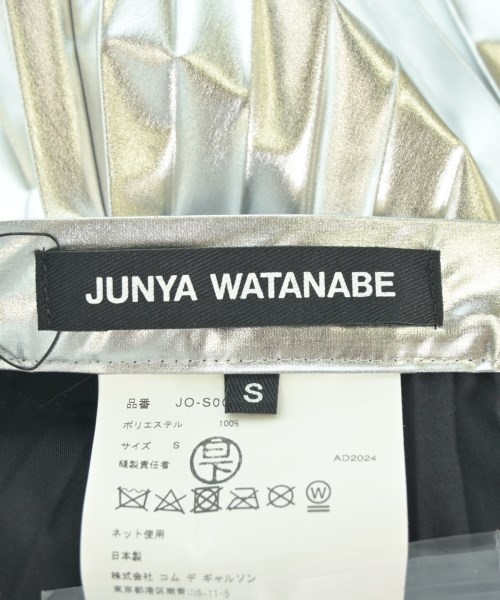 JUNYA WATANABE
S
品番 JO-S00
ポリエステル 100%
サイズ S
縫製責任者
AD2024
W
ネット使用
日本製
株式会社 コム デ ギャルソン
東京都港区南
-11-5